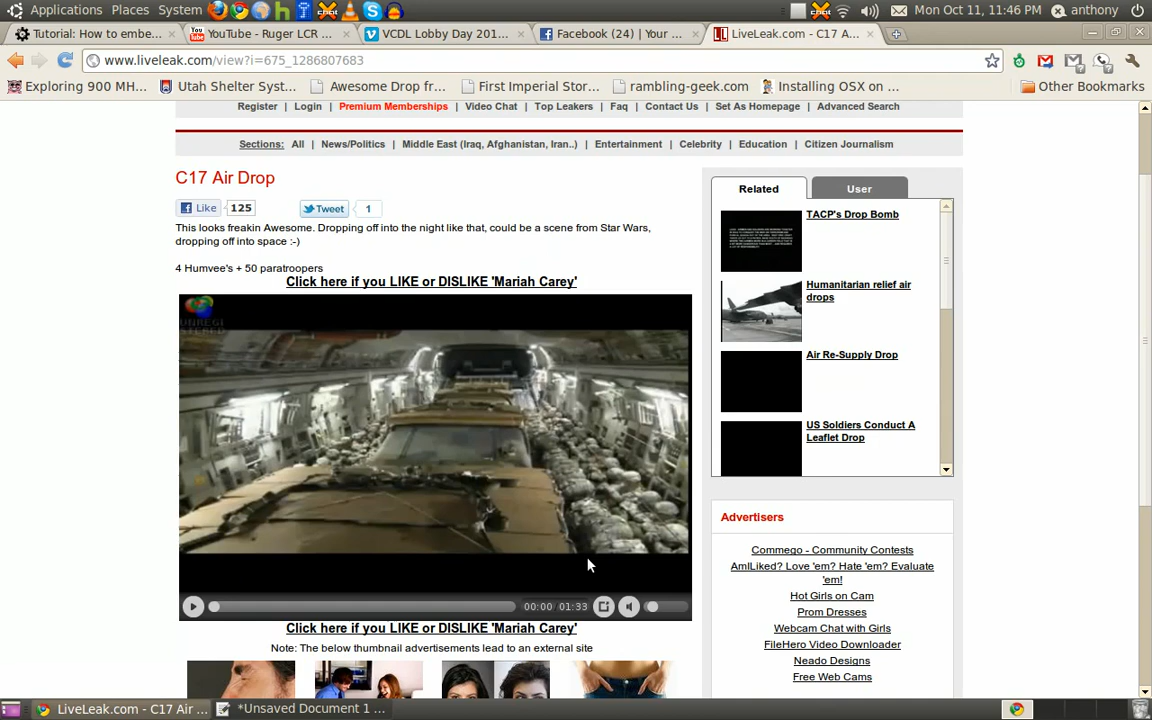 Applications Places System
Mon Oct 11, 11:46 PM anthony
Tutorial: How to embe...
YouTube - Ruger LCR ...
VCDL Lobby Day 201...
Facebook (24) | Your ...
LiveLeak.com - C17 A...
www.liveleak.com/view?i=675_1286807683
Exploring 900 MH...
Utah Shelter Syst...
Awesome Drop fr...
First Imperial Stor...
rambling-geek.com
Installing OSX on ...
Other Bookmarks
Register | Login | Premium Memberships | Video Chat | Top Leakers | Faq | Contact Us | Set As Homepage | Advanced Search
Sections: All | News/Politics | Middle East (Iraq, Afghanistan, Iran..) | Entertainment | Celebrity | Education | Citizen Journalism
C17 Air Drop
Like 125 Tweet 1
This looks freakin Awesome. Dropping off into the night like that, could be a scene from Star Wars,
dropping off into space :-)
4 Humvee's + 50 paratroopers
Click here if you LIKE or DISLIKE 'Mariah Carey'
UNREGI
STERED
00:00 01:33
Click here if you LIKE or DISLIKE 'Mariah Carey'
Note: The below thumbnail advertisements lead to an external site
Related
User
TACP's Drop Bomb
Humanitarian relief air
drops
Air Re-Supply Drop
US Soldiers Conduct A
Leaflet Drop
Advertisers
Commego - Community Contests
AmILiked? Love 'em? Hate 'em? Evaluate
'em!
Hot Girls on Cam
Prom Dresses
Webcam Chat with Girls
FileHero Video Downloader
Neado Designs
Free Web Cams
LiveLeak.com - C17 Air ...
*Unsaved Document 1 ...